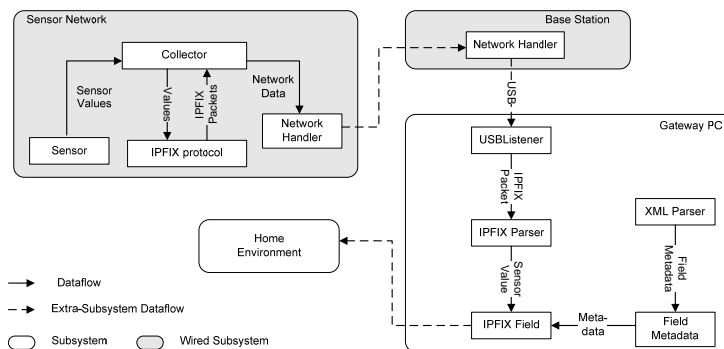 Sensor Network
Collector
Sensor
Values
Values
IPFIX
Packets
Network
Data
Sensor
IPFIX protocol
Network
Handler
Base Station
Network Handler
USB
Gateway PC
USBListener
IPFIX
Packet
IPFIX Parser
XML Parser
Sensor
Value
Field
Metadata
IPFIX Field
Meta-
data
Field
Metadata
Home
Environment
Dataflow
Extra-Subsystem Dataflow
Subsystem
Wired Subsystem